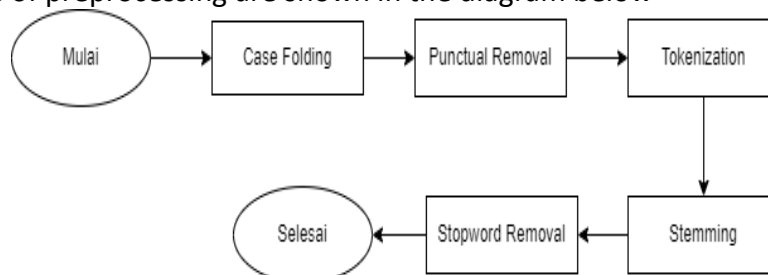 of preprocessing are shown in the diagram below
Mulai
Case Folding
Punctual Removal
Tokenization
Stemming
Stopword Removal
Selesai